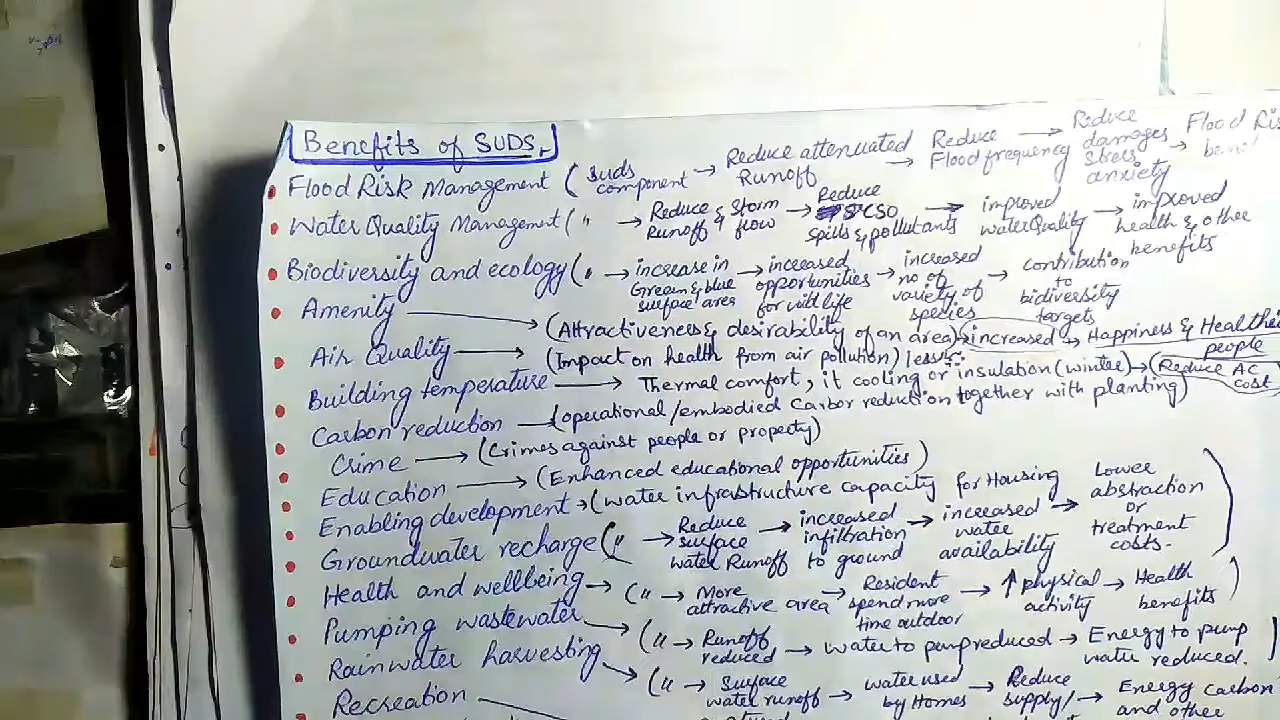 Benefits of SUDS.
• Flood Risk Management ( suds component → Reduce attenuated Runoff → Reduce Flood frequency → Reduce damages stress anxiety → Flood
• Water Quality Management ( " → Reduce Runoff & storm flow → Reduce CSO spills & pollutants → improved water Quality → improved health & other benefits
• Biodiversity and ecology ( " → increase in Green & blue surface area → increased opportunities for wild life → increased no of variety of species → contribution to bidiversity targets
• Amenity → (Attractiveness & desirability of an area) → increased → Happiness & Healthie people
• Air Quality → (Impact on health from air pollution) less
• Building temperature → Thermal comfort, it cooling or insulation (winter) → (Reduce AC cost
• Carbon reduction → (operational/embodied Carbor reduction together with planting)
• Crime → (Crimes against people or property)
• Education → (Enhanced educational opportunities)
• Enabling development → (water infrastructure capacity for Housing
• Groundwater recharge ( " → Reduce surface water Runoff → increased infiltration to ground → increased water availability → Lower abstraction or treatment costs. )
• Health and wellbeing → ( " → More attractive area → Resident spend more time outdoor → ↑ physical activity → Health benefits )
• Pumping wastewater → ( " → Runoff reduced → water to pump reduced → Energy to pump water reduced. )
• Rainwater harvesting → ( " → Surface water runoff → water used by Homes → Reduce supply/ → Energy carbon and other
• Recreation